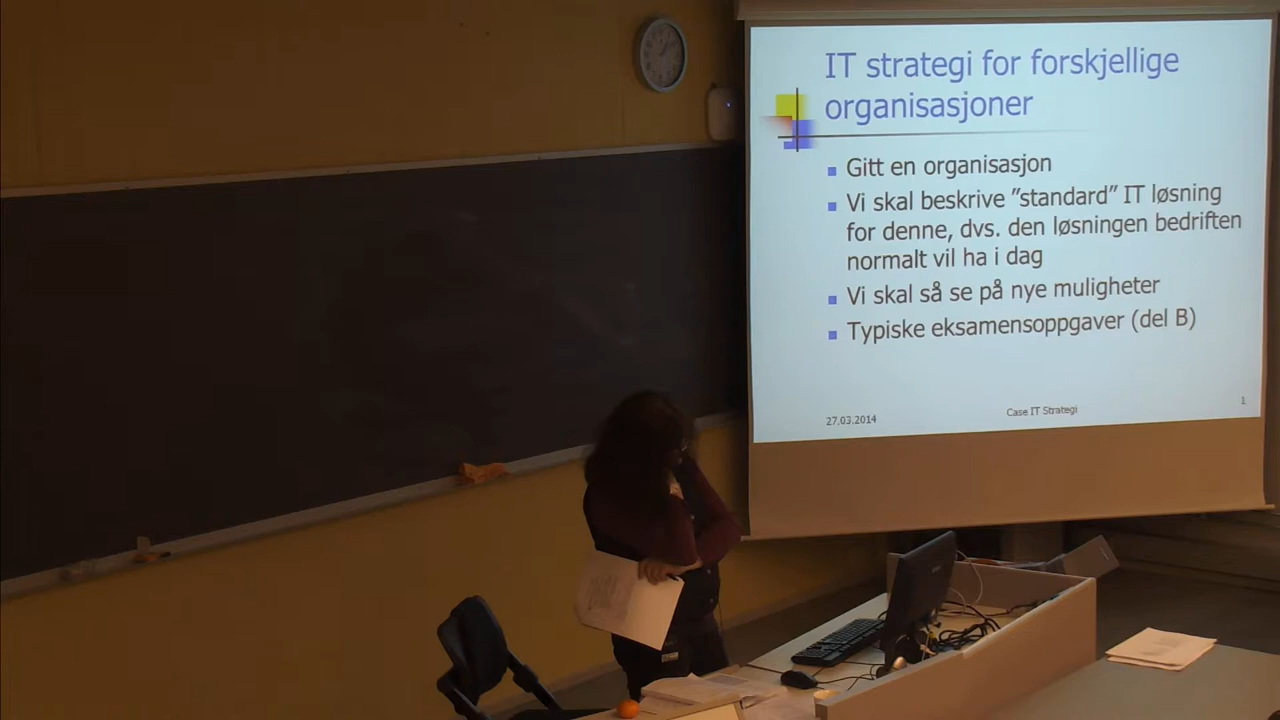 IT strategi for forskjellige
organisasjoner
Gitt en organisasjon
Vi skal beskrive ”standard” IT løsning
for denne, dvs. den løsningen bedriften
normalt vil ha i dag
Vi skal så se på nye muligheter
Typiske eksamensoppgaver (del B)
27.03.2014
Case IT Strategi
1